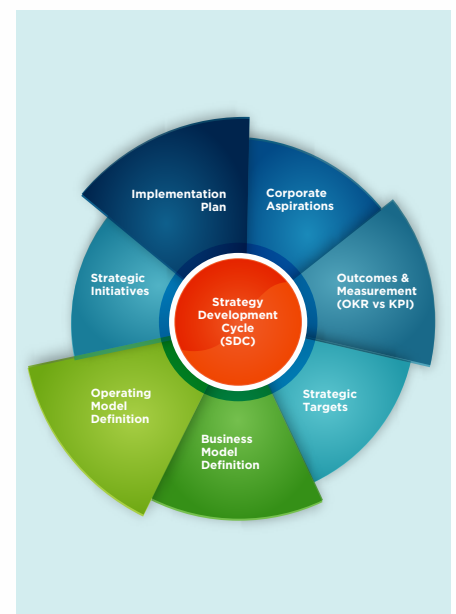 Implementation
Plan
Corporate
Aspirations
Strategic
Initiatives
Outcomes &
Measurement
(OKR vs KPI)
Strategy
Development
Cycle
(SDC)
Operating
Model
Definition
Strategic
Targets
Business
Model
Definition